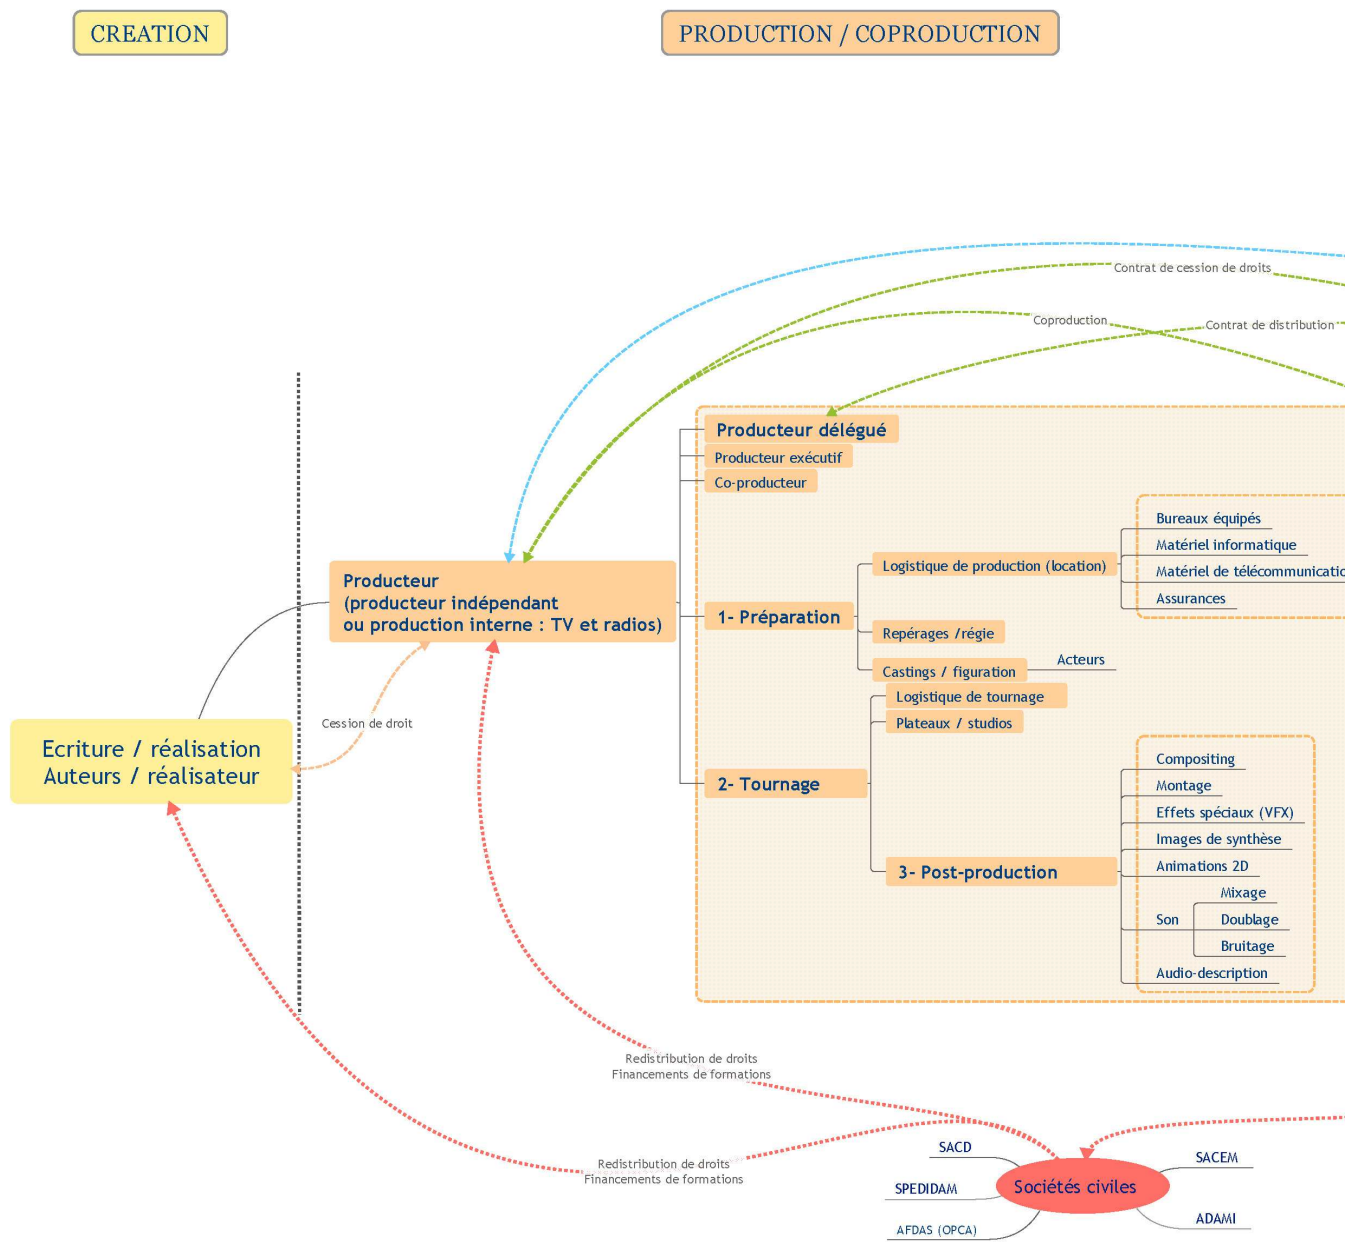 CREATION
PRODUCTION / COPRODUCTION
Contrat de cession de droits
Coproduction
Contrat de distribution
Producteur délégué
Producteur exécutif
Co-producteur
Bureaux équipés
Matériel informatique
Matériel de télécommunicatio
Assurances
Logistique de production (location)
Producteur
(producteur indépendant
ou production interne : TV et radios)
1- Préparation
Repérages /régie
Castings / figuration
Acteurs
Logistique de tournage
Plateaux / studios
Cession de droit
Ecriture / réalisation
Auteurs / réalisateur
2- Tournage
Compositing
Montage
Effets spéciaux (VFX)
Images de synthèse
Animations 2D
3- Post-production
Mixage
Son
Doublage
Bruitage
Audio-description
Redistribution de droits
Financements de formations
Redistribution de droits
Financements de formations
SACD
SACEM
SPEDIDAM
Sociétés civiles
AFDAS (OPCA)
ADAMI